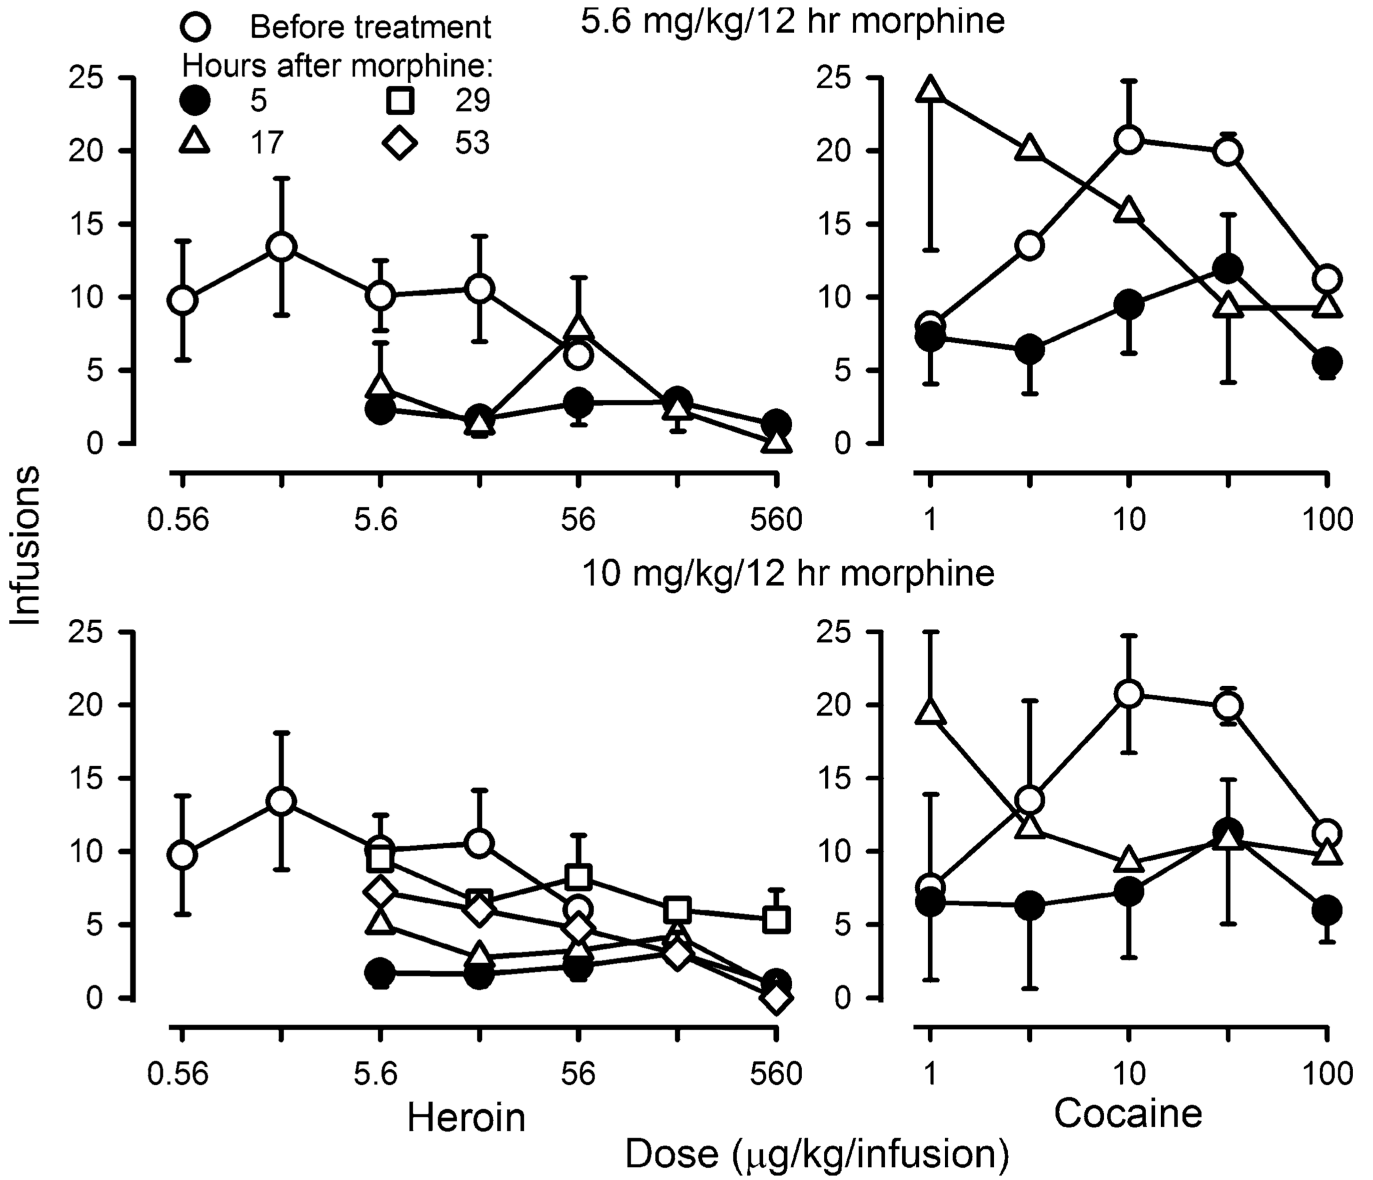 Before treatment
Hours after morphine:
5 29
17 53
5.6 mg/kg/12 hr morphine
25
20
15
10
5
0
0.56 5.6 56 560
25
20
15
10
5
0
1 10 100
Infusions
10 mg/kg/12 hr morphine
25
20
15
10
5
0
0.56 5.6 56 560
Heroin
25
20
15
10
5
0
1 10 100
Cocaine
Dose (μg/kg/infusion)